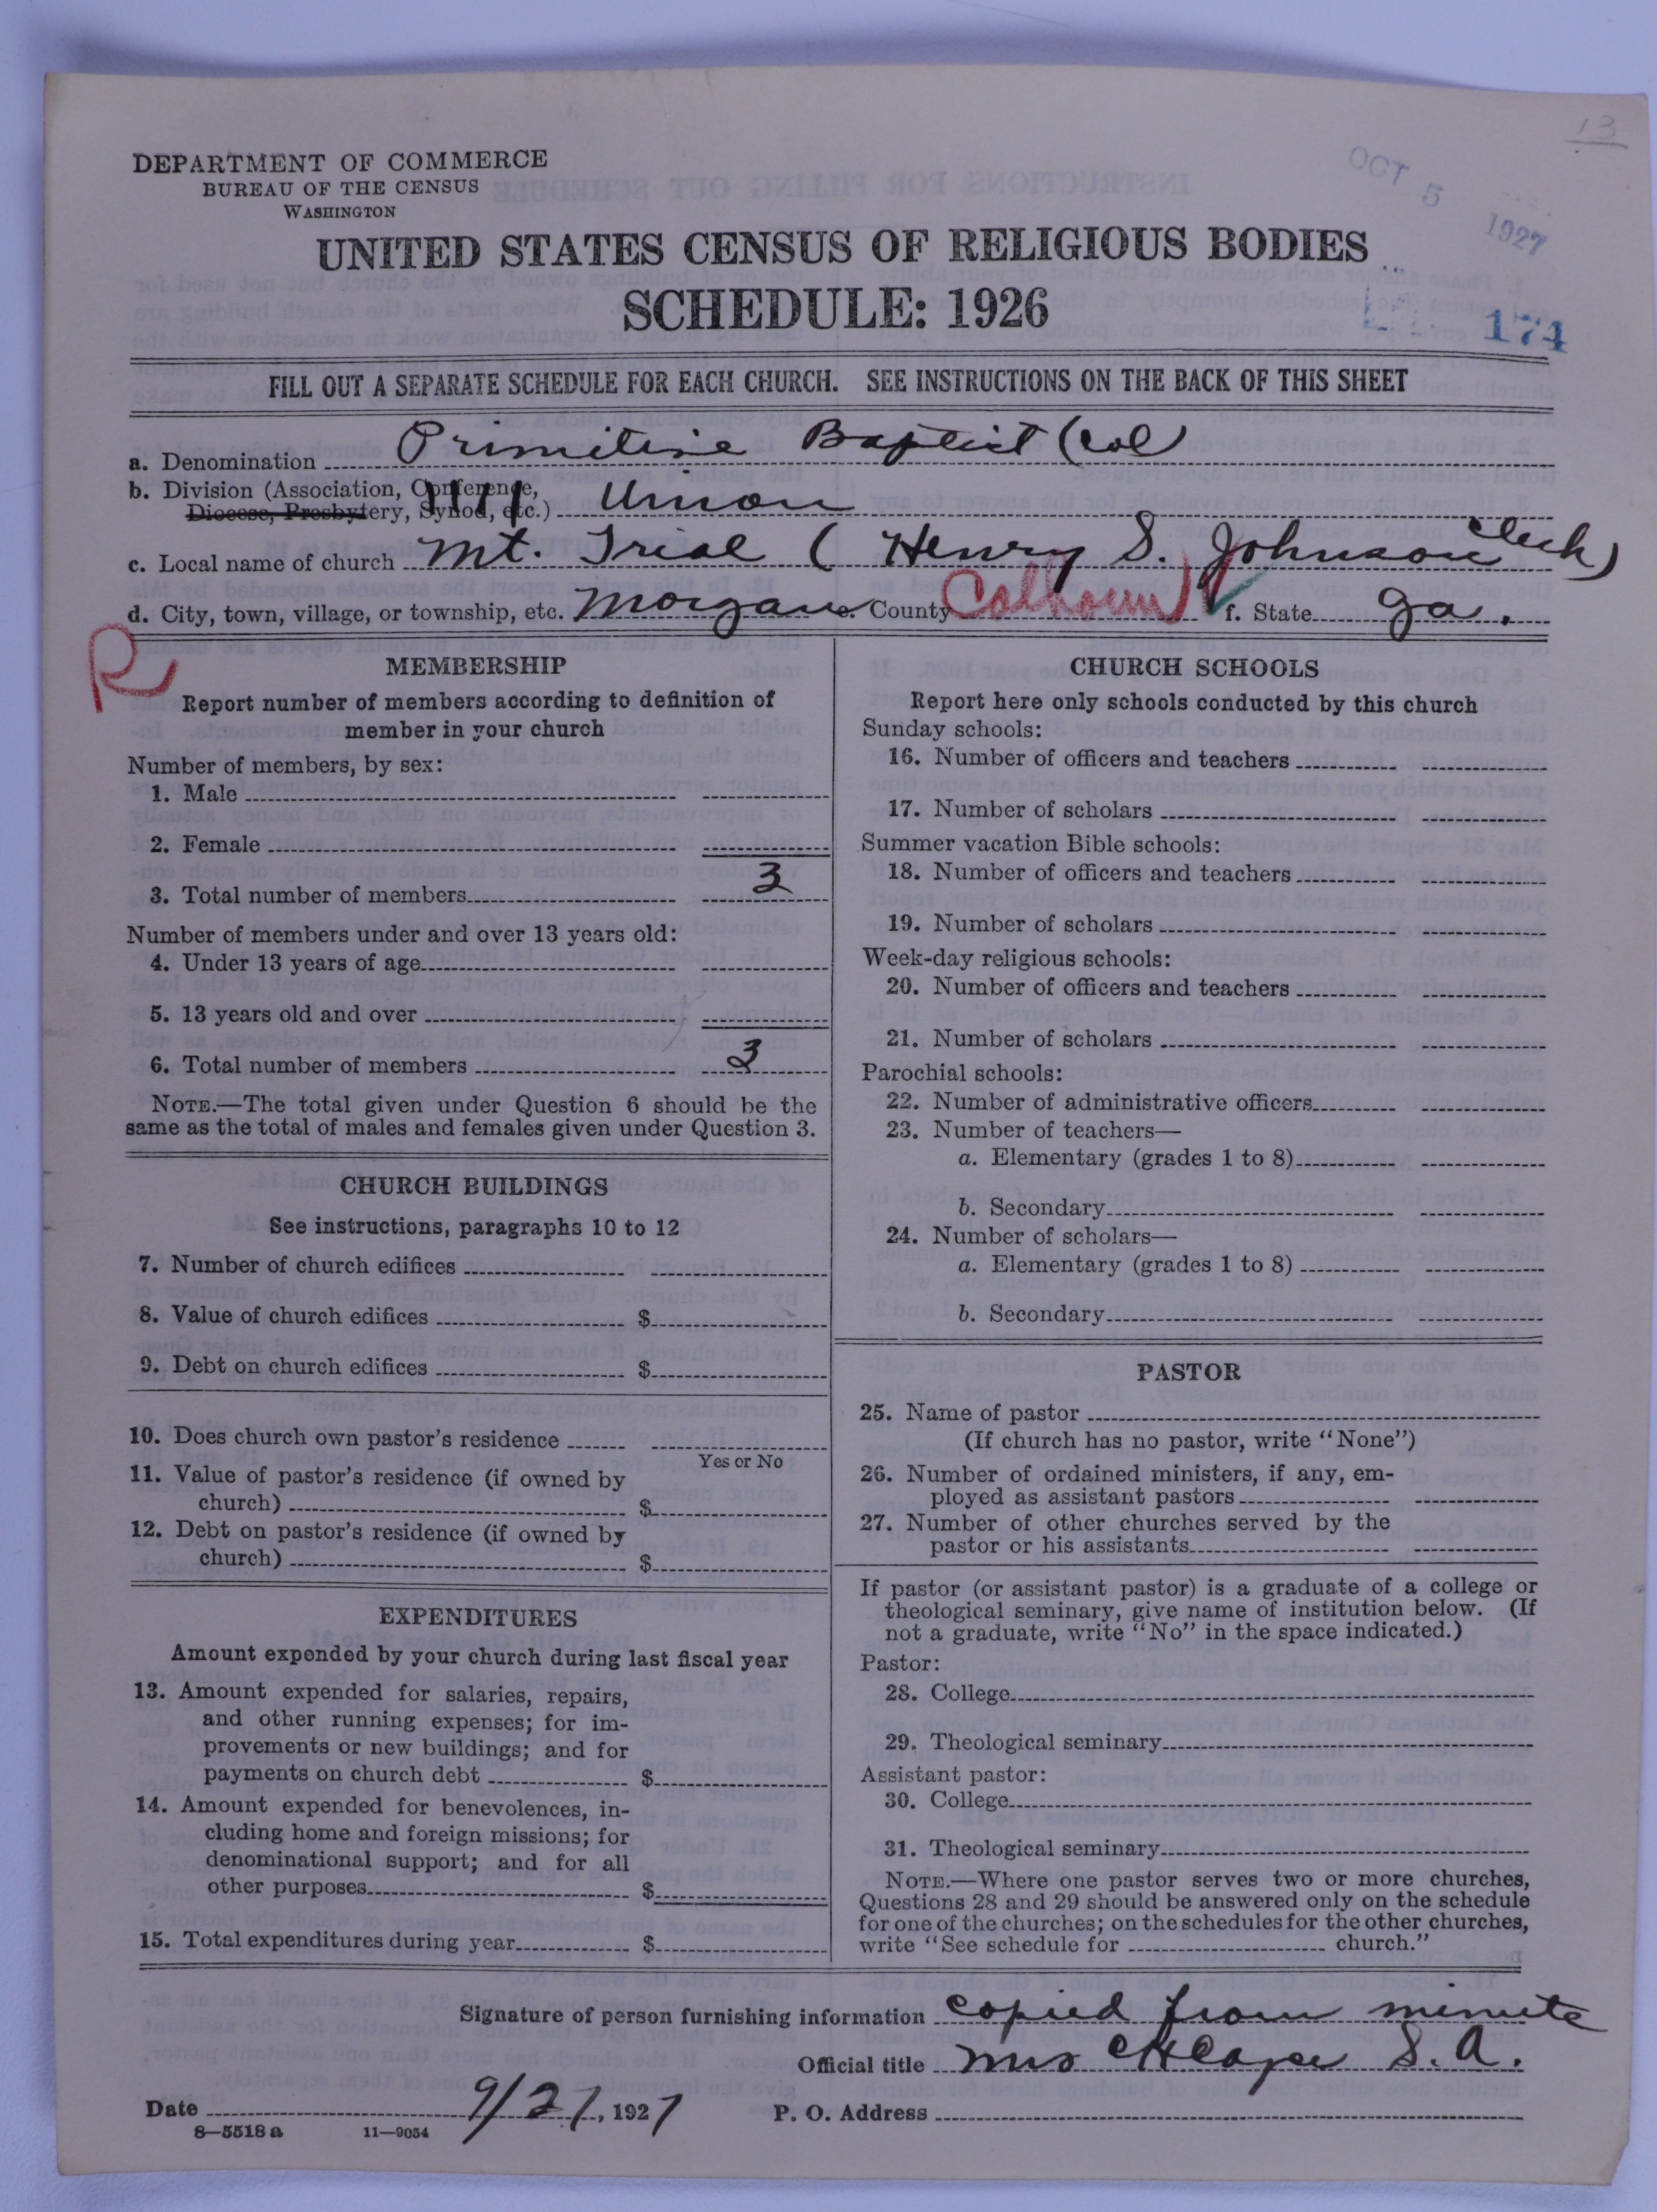 13
OCT 5 1927
DEPARTMENT OF COMMERCE
BUREAU OF THE CENSUS
WASHINGTON
UNITED STATES CENSUS OF RELIGIOUS BODIES
SCHEDULE: 1926
174
FILL OUT A SEPARATE SCHEDULE FOR EACH CHURCH. SEE INSTRUCTIONS ON THE BACK OF THIS SHEET
a. Denomination Primitive Baptist (Col
b. Division (Association, Conference,
Diocese, Presbytery, Synod, etc.) Union
c. Local name of church Mt. Trial (Henry S. Johnson Clerk)
d. City, town, village, or township, etc. Morgan e. County Calhoun f. State Ga.
R
MEMBERSHIP
Report number of members according to definition of
member in your church
Number of members, by sex:
1. Male
2. Female
3. Total number of members 3
Number of members under and over 13 years old:
4. Under 13 years of age
5. 13 years old and over
6. Total number of members 3
NOTE.—The total given under Question 6 should be the
same as the total of males and females given under Question 3.
CHURCH BUILDINGS
See instructions, paragraphs 10 to 12
7. Number of church edifices
8. Value of church edifices $
9. Debt on church edifices $
10. Does church own pastor's residence
Yes or No
11. Value of pastor's residence (if owned by
church) $
12. Debt on pastor's residence (if owned by
church) $
EXPENDITURES
Amount expended by your church during last fiscal year
13. Amount expended for salaries, repairs,
and other running expenses; for im-
provements or new buildings; and for
payments on church debt $
14. Amount expended for benevolences, in-
cluding home and foreign missions; for
denominational support; and for all
other purposes $
15. Total expenditures during year $
CHURCH SCHOOLS
Report here only schools conducted by this church
Sunday schools:
16. Number of officers and teachers
17. Number of scholars
Summer vacation Bible schools:
18. Number of officers and teachers
19. Number of scholars
Week-day religious schools:
20. Number of officers and teachers
21. Number of scholars
Parochial schools:
22. Number of administrative officers
23. Number of teachers—
a. Elementary (grades 1 to 8)
b. Secondary
24. Number of scholars—
a. Elementary (grades 1 to 8)
b. Secondary
PASTOR
25. Name of pastor
(If church has no pastor, write "None")
26. Number of ordained ministers, if any, em-
ployed as assistant pastors
27. Number of other churches served by the
pastor or his assistants
If pastor (or assistant pastor) is a graduate of a college or
theological seminary, give name of institution below. (If
not a graduate, write "No" in the space indicated.)
Pastor:
28. College
29. Theological seminary
Assistant pastor:
30. College
31. Theological seminary
NOTE.—Where one pastor serves two or more churches,
Questions 28 and 29 should be answered only on the schedule
for one of the churches; on the schedules for the other churches,
write "See schedule for church."
Signature of person furnishing information copied from minute
Official title Mrs S. A.
Date 9/27, 1927 P. O. Address
8—5518 a 11—9054